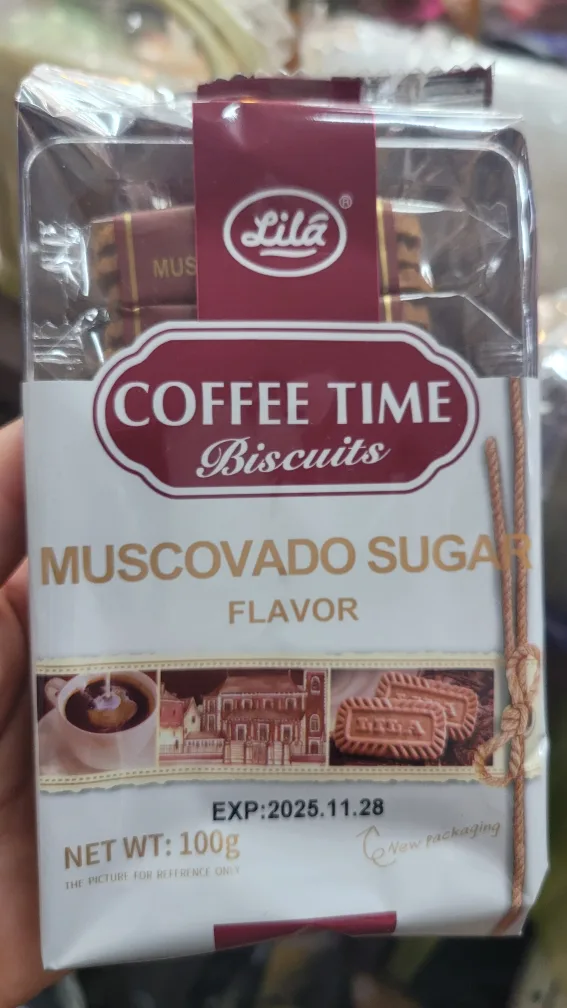 Lilá ®
MUS
COFFEE TIME
Biscuits
MUSCOVADO SUGAR
FLAVOR
LILA
EXP:2025.11.28
NET WT: 100g
New packaging
THE PICTURE FOR REFERENCE ONLY